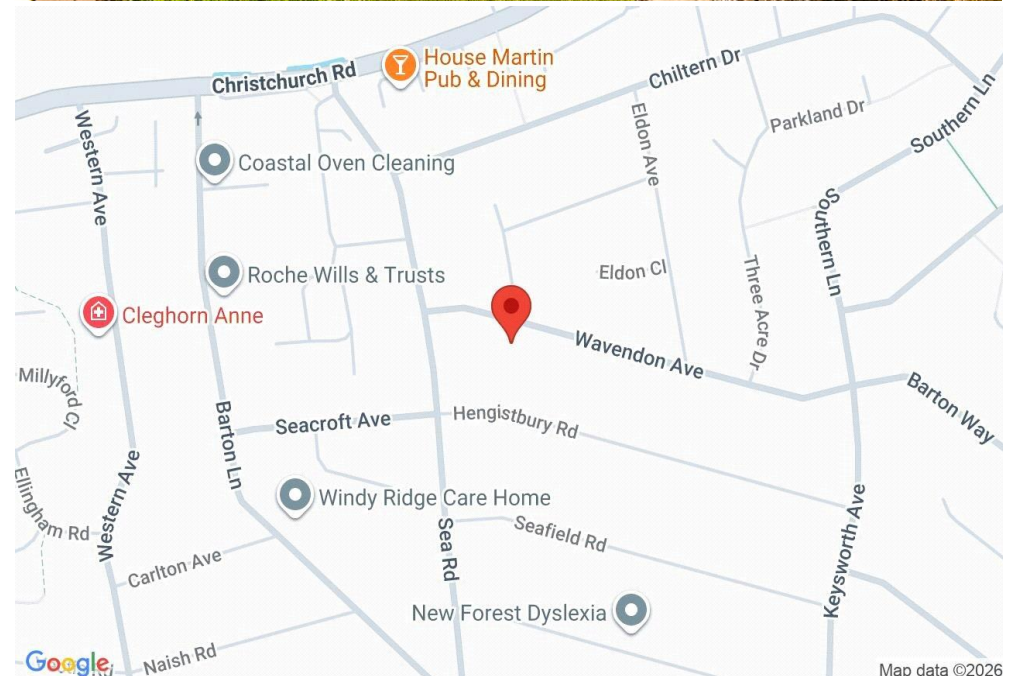 Christchurch Rd
House Martin
Pub & Dining
Chiltern Dr
Western Ave
Eldon Ave
Parkland Dr
Southern Ln
Coastal Oven Cleaning
Southern Ln
Roche Wills & Trusts
Eldon Cl
Three Acre Dr
Cleghorn Anne
Wavendon Ave
Millyford Cl
Barton Ln
Seacroft Ave
Hengistbury Rd
Barton Way
Ellingham Rd
Western Ave
Windy Ridge Care Home
Sea Rd
Seafield Rd
Keysworth Ave
Carlton Ave
New Forest Dyslexia
Google
Naish Rd
Map data ©2026